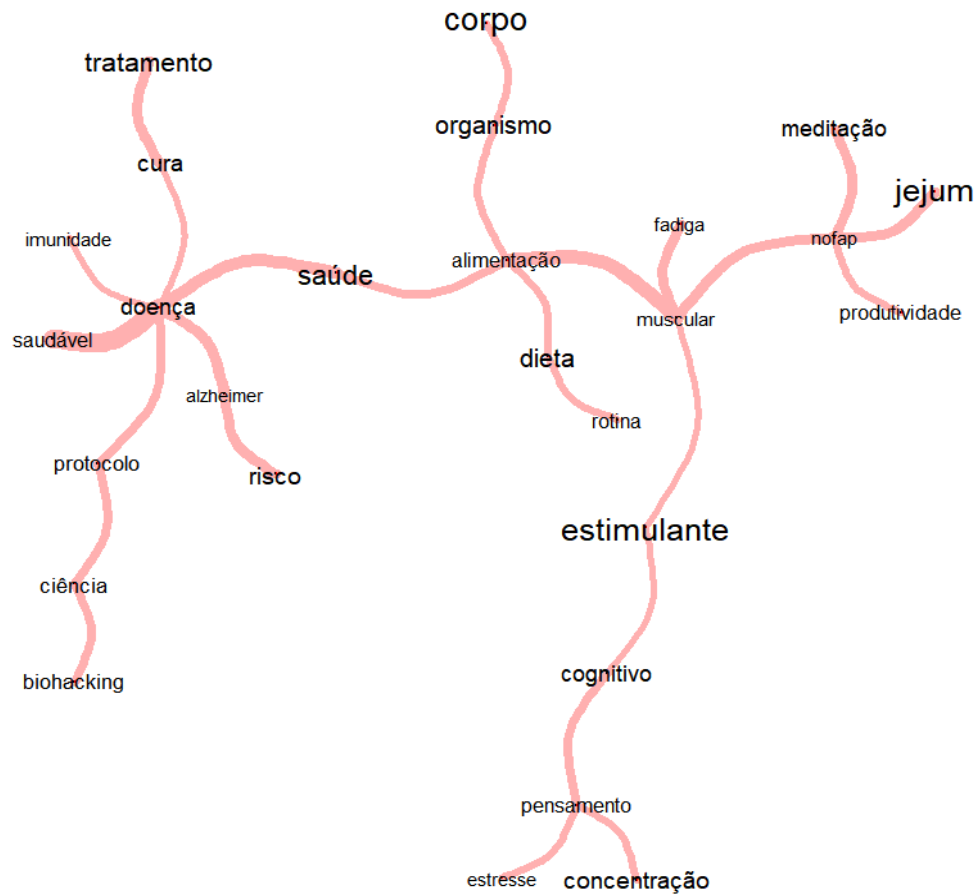 corpo
tratamento
organismo
meditação
cura
jejum
fadiga
imunidade
nofap
alimentação
saúde
doença
produtividade
muscular
saudável
dieta
alzheimer
rotina
protocolo
risco
estimulante
ciência
cognitivo
biohacking
pensamento
estresse
concentração